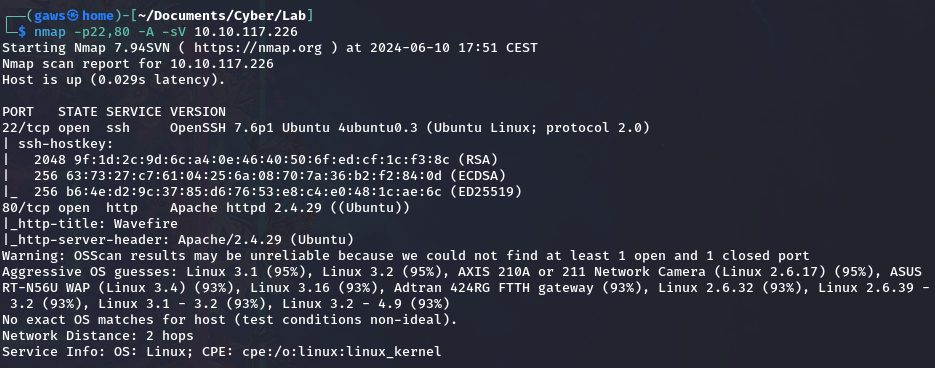 ┌──(gaws㉿home)-[~/Documents/Cyber/Lab]
└─$ nmap -p22,80 -A -sV 10.10.117.226
Starting Nmap 7.94SVN ( https://nmap.org ) at 2024-06-10 17:51 CEST
Nmap scan report for 10.10.117.226
Host is up (0.029s latency).
PORT   STATE SERVICE VERSION
22/tcp open  ssh     OpenSSH 7.6p1 Ubuntu 4ubuntu0.3 (Ubuntu Linux; protocol 2.0)
| ssh-hostkey:
|   2048 9f:1d:2c:9d:6c:a4:0e:46:40:50:6f:ed:cf:1c:f3:8c (RSA)
|   256 63:73:27:c7:61:04:25:6a:08:70:7a:36:b2:f2:84:0d (ECDSA)
|_  256 b6:4e:d2:9c:37:85:d6:76:53:e8:c4:e0:48:1c:ae:6c (ED25519)
80/tcp open  http    Apache httpd 2.4.29 ((Ubuntu))
|_http-title: Wavefire
|_http-server-header: Apache/2.4.29 (Ubuntu)
Warning: OSScan results may be unreliable because we could not find at least 1 open and 1 closed port
Aggressive OS guesses: Linux 3.1 (95%), Linux 3.2 (95%), AXIS 210A or 211 Network Camera (Linux 2.6.17) (95%), ASUS
RT-N56U WAP (Linux 3.4) (93%), Linux 3.16 (93%), Adtran 424RG FTTH gateway (93%), Linux 2.6.32 (93%), Linux 2.6.39 -
 3.2 (93%), Linux 3.1 - 3.2 (93%), Linux 3.2 - 4.9 (93%)
No exact OS matches for host (test conditions non-ideal).
Network Distance: 2 hops
Service Info: OS: Linux; CPE: cpe:/o:linux:linux_kernel